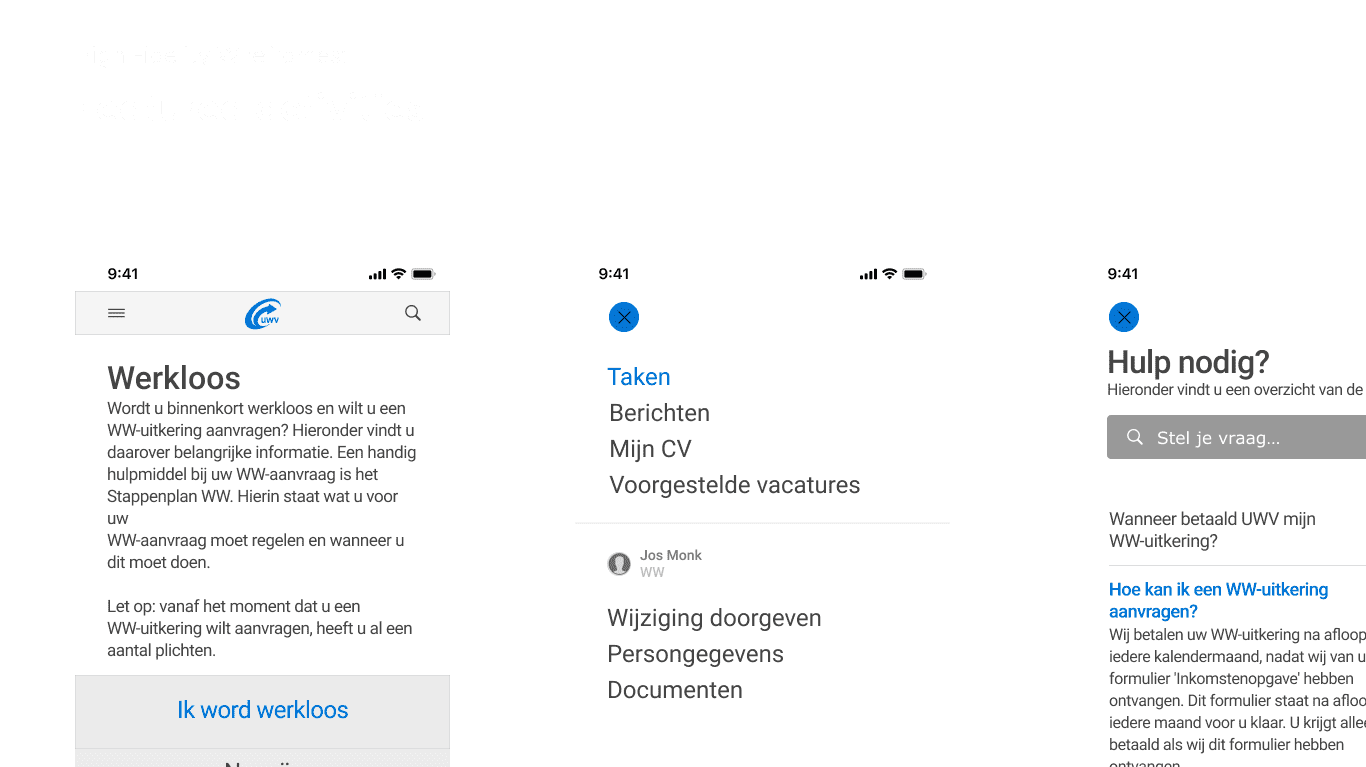 9:41
UWV
Werkloos
Wordt u binnenkort werkloos en wilt u een
WW-uitkering aanvragen? Hieronder vindt u
daarover belangrijke informatie. Een handig
hulpmiddel bij uw WW-aanvraag is het
Stappenplan WW. Hierin staat wat u voor
uw
WW-aanvraag moet regelen en wanneer u
dit moet doen.
Let op: vanaf het moment dat u een
WW-uitkering wilt aanvragen, heeft u al een
aantal plichten.
Ik word werkloos
9:41
Taken
Berichten
Mijn CV
Voorgestelde vacatures
Jos Monk
WW
Wijziging doorgeven
Persongegevens
Documenten
9:41
Hulp nodig?
Hieronder vindt u een overzicht van de
Stel je vraag...
Wanneer betaald UWV mijn
WW-uitkering?
Hoe kan ik een WW-uitkering
aanvragen?
Wij betalen uw WW-uitkering na afloop
iedere kalendermaand, nadat wij van u
formulier 'Inkomstenopgave' hebben
ontvangen. Dit formulier staat na afloo
iedere maand voor u klaar. U krijgt allee
betaald als wij dit formulier hebben
ontvangen